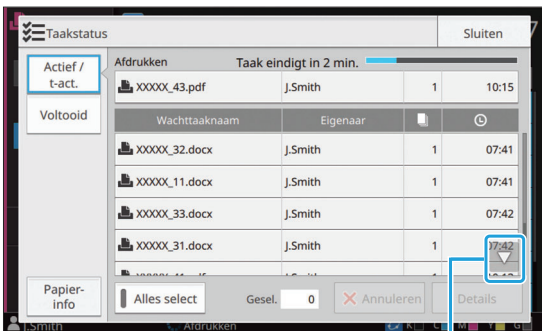 Taakstatus
Sluiten
Actief /
t-act.
Voltooid
Papier-
info
Afdrukken Taak eindigt in 2 min.
XXXXX_43.pdf J.Smith 1 10:15
Wachttaaknaam Eigenaar
XXXXX_32.docx J.Smith 1 07:41
XXXXX_11.docx J.Smith 1 07:41
XXXXX_33.docx J.Smith 1 07:42
XXXXX_31.docx J.Smith 1 07:42
Alles select Gesel. 0 Annuleren Details
J.Smith Afdrukken K C M Y